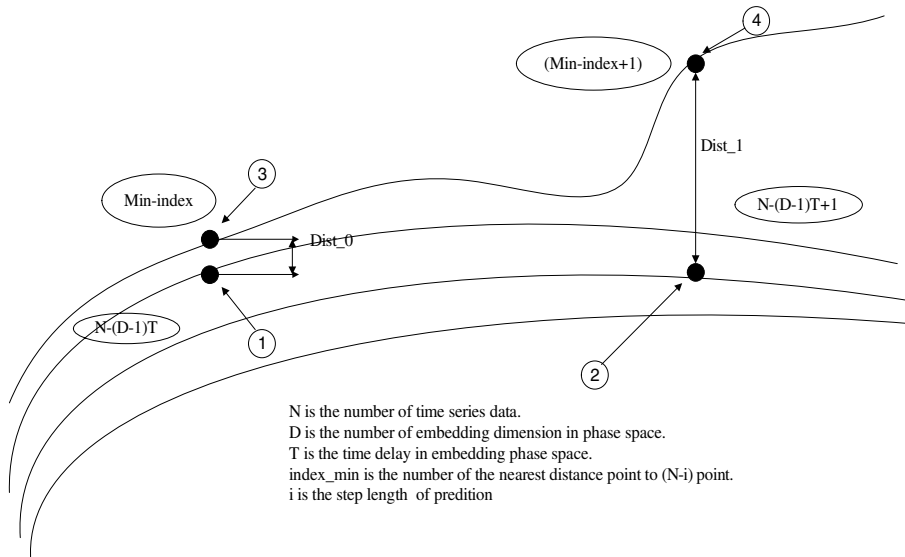 4
(Min-index+1)
Dist_1
3
Min-index
N-(D-1)T+1
Dist_0
N-(D-1)T
1
2
N is the number of time series data.
D is the number of embedding dimension in phase space.
T is the time delay in embedding phase space.
index_min is the number of the nearest distance point to (N-i) point.
i is the step length of predition